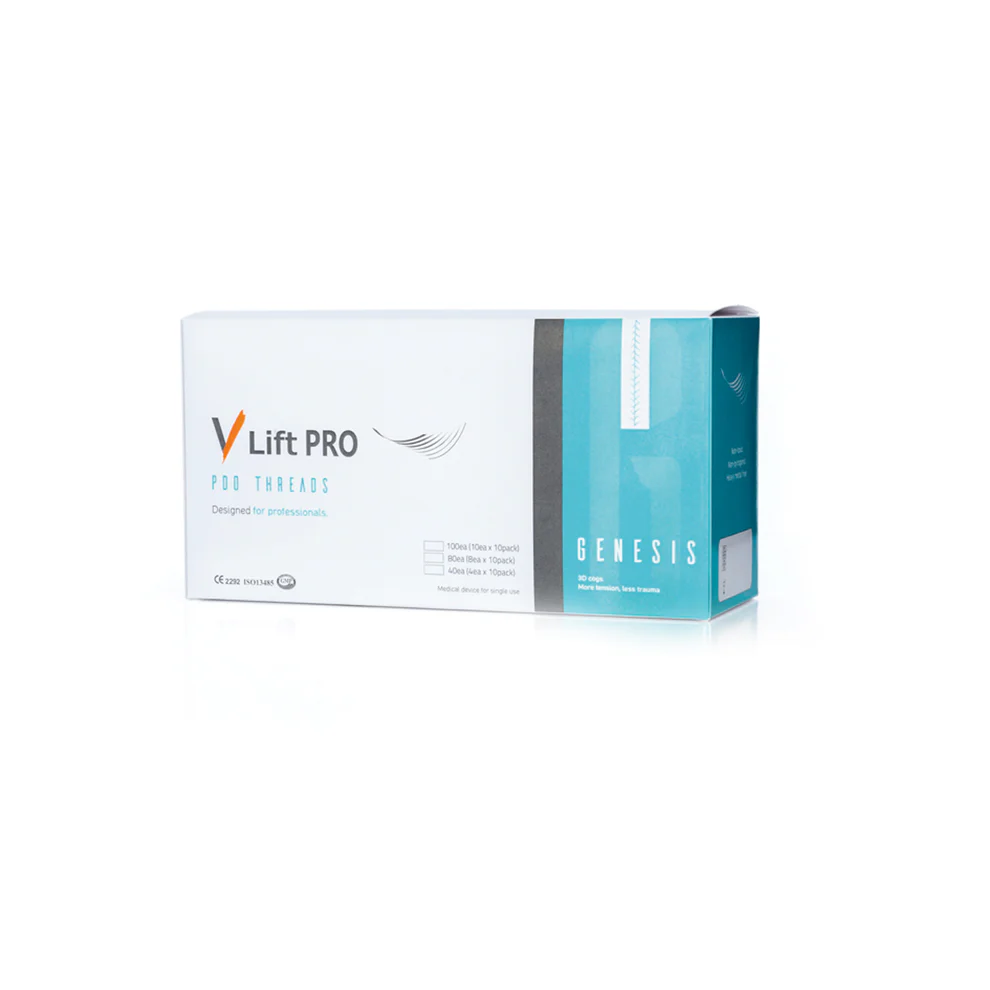 V Lift PRO
PDO THREADS
Designed for professionals.
100ea (10ea x 10pack)
80ea (8ea x 10pack)
40ea (4ea x 10pack)
CE 2292 ISO13485 GMP
Medical device for single use
GENESIS
3D cogs
More tension, less trauma